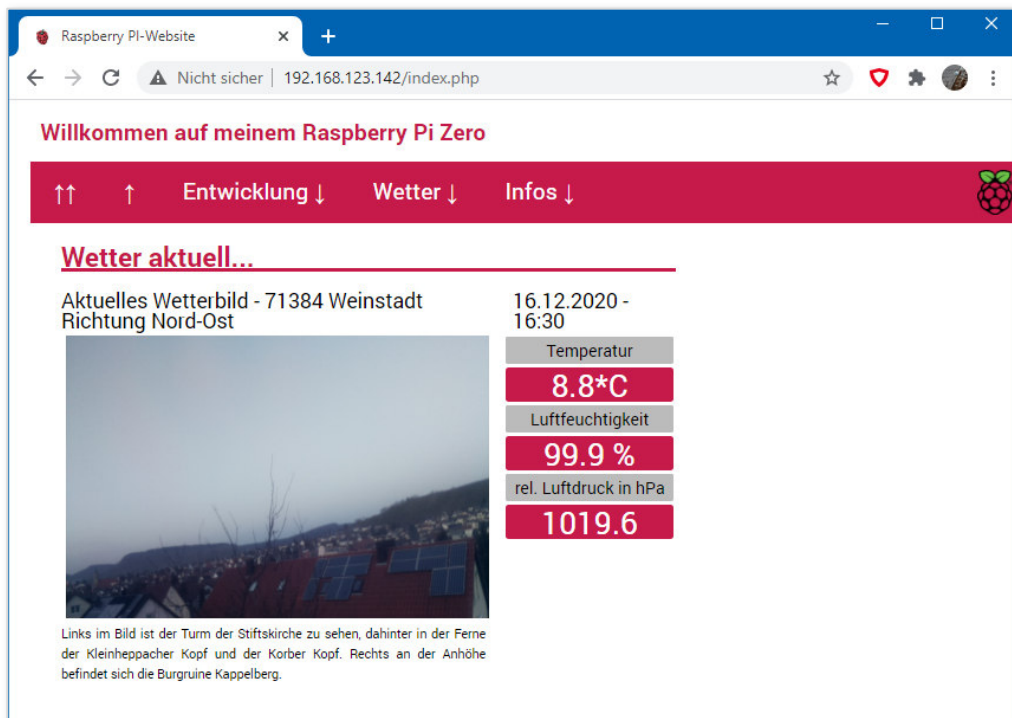 Raspberry PI-Website
Nicht sicher | 192.168.123.142/index.php
Willkommen auf meinem Raspberry Pi Zero
↑↑ ↑ Entwicklung ↓ Wetter ↓ Infos ↓
Wetter aktuell...
Aktuelles Wetterbild - 71384 Weinstadt
Richtung Nord-Ost
16.12.2020 -
16:30
Temperatur
8.8*C
Luftfeuchtigkeit
99.9 %
rel. Luftdruck in hPa
1019.6
Links im Bild ist der Turm der Stiftskirche zu sehen, dahinter in der Ferne
der Kleinheppacher Kopf und der Korber Kopf. Rechts an der Anhöhe
befindet sich die Burgruine Kappelberg.